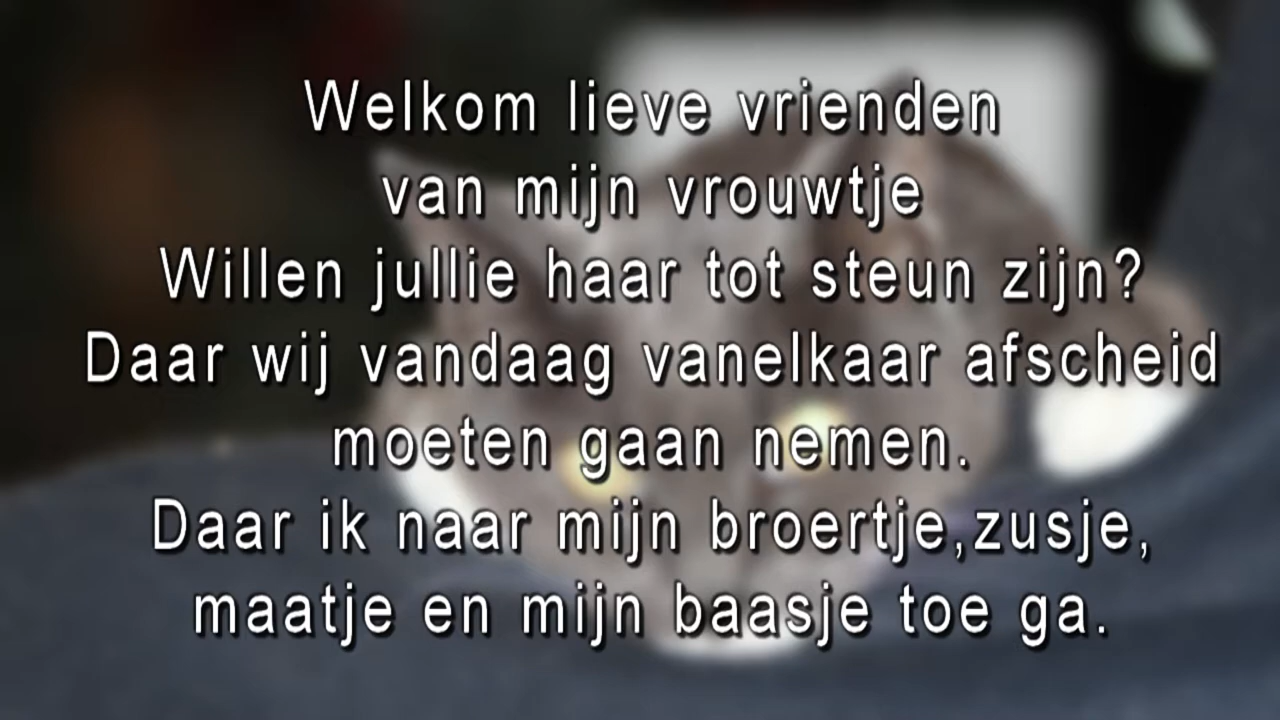 Welkom lieve vrienden
van mijn vrouwtje
Willen jullie haar tot steun zijn?
Daar wij vandaag vanelkaar afscheid
moeten gaan nemen.
Daar ik naar mijn broertje,zusje,
maatje en mijn baasje toe ga.